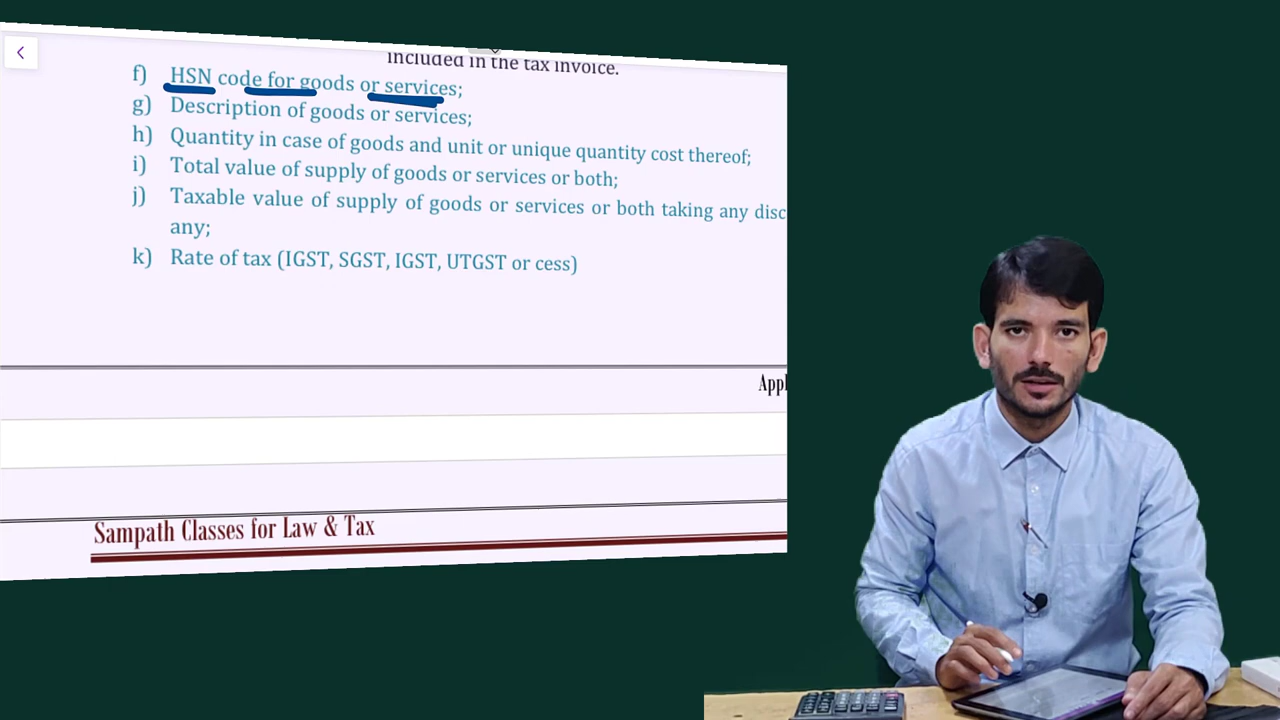 included in the tax invoice.
f) HSN code for goods or services;
g) Description of goods or services;
h) Quantity in case of goods and unit or unique quantity cost thereof;
i) Total value of supply of goods or services or both;
j) Taxable value of supply of goods or services or both taking any disc
any;
k) Rate of tax (IGST, SGST, IGST, UTGST or cess)
Appl
Sampath Classes for Law & Tax